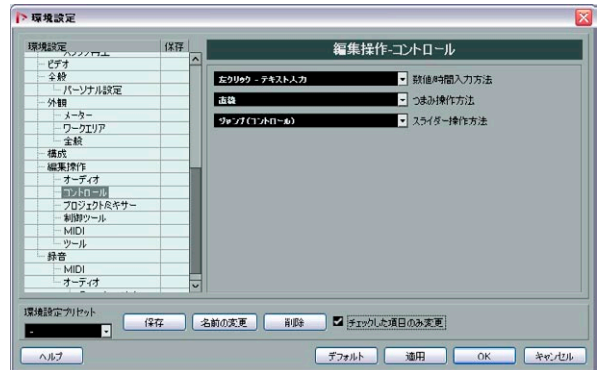 環境設定
環境設定
保存
ビデオ
全般
パーソナル設定
外観
メーター
ワークエリア
全般
構成
編集操作
オーディオ
コントロール
プロジェクトミキサー
制御ツール
MIDI
ツール
録音
MIDI
オーディオ
編集操作-コントロール
左クリック - テキスト入力
数値/時間入力方法
直線
つまみ操作方法
ジャンプ(コントロール)
スライダー操作方法
環境設定プリセット
-
保存
名前の変更
削除
チェックした項目のみ変更
ヘルプ
デフォルト
適用
OK
キャンセル